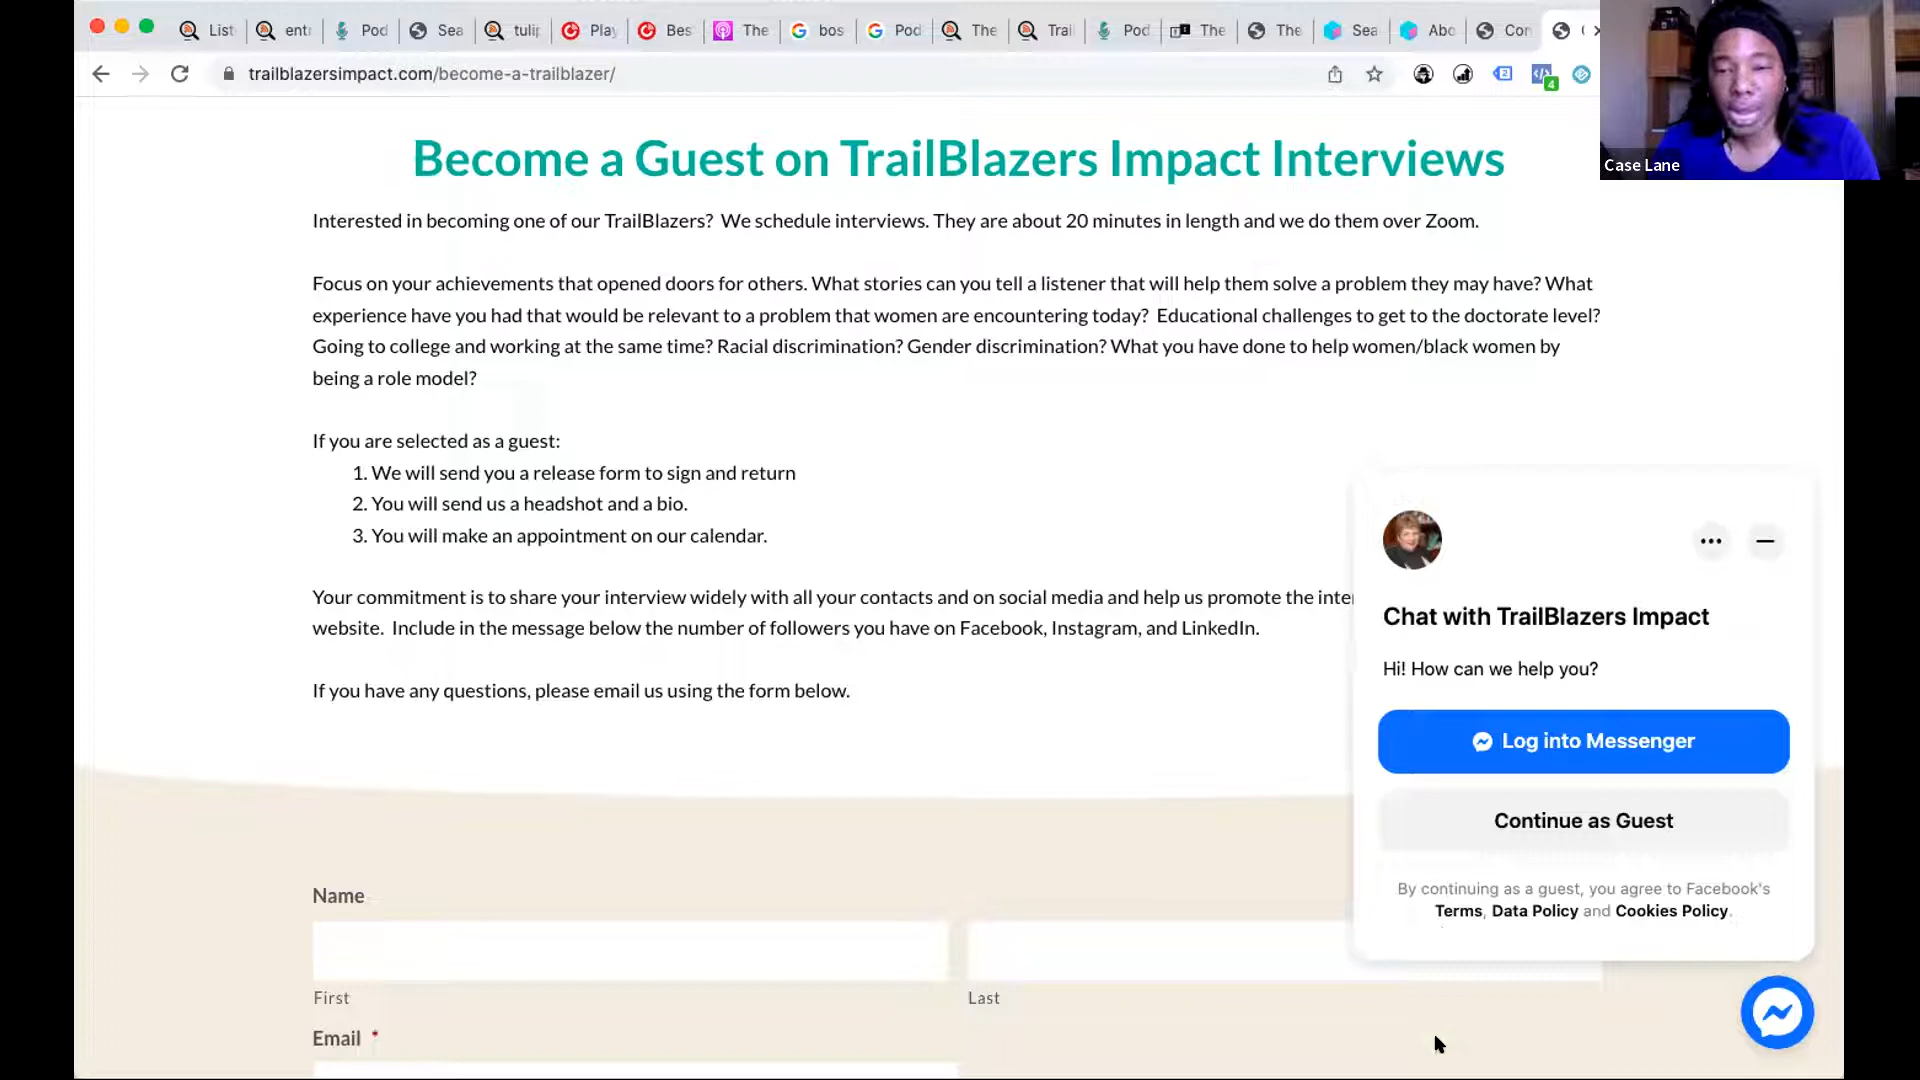 List
entr
Pod
Sea
tulip
Play
Bes
The
bos
Pod
The
Trail
Pod
The
The
Sea
Abo
Con
trailblazersimpact.com/become-a-trailblazer/
4
Case Lane
Become a Guest on TrailBlazers Impact Interviews
Interested in becoming one of our TrailBlazers?  We schedule interviews. They are about 20 minutes in length and we do them over Zoom.
Focus on your achievements that opened doors for others. What stories can you tell a listener that will help them solve a problem they may have? What
experience have you had that would be relevant to a problem that women are encountering today?  Educational challenges to get to the doctorate level?
Going to college and working at the same time? Racial discrimination? Gender discrimination? What you have done to help women/black women by
being a role model?
If you are selected as a guest:
1. We will send you a release form to sign and return
2. You will send us a headshot and a bio.
3. You will make an appointment on our calendar.
Your commitment is to share your interview widely with all your contacts and on social media and help us promote the inter
website.  Include in the message below the number of followers you have on Facebook, Instagram, and LinkedIn.
If you have any questions, please email us using the form below.
Name
First
Last
Email *
Chat with TrailBlazers Impact
Hi! How can we help you?
Log into Messenger
Continue as Guest
By continuing as a guest, you agree to Facebook's
Terms, Data Policy and Cookies Policy.